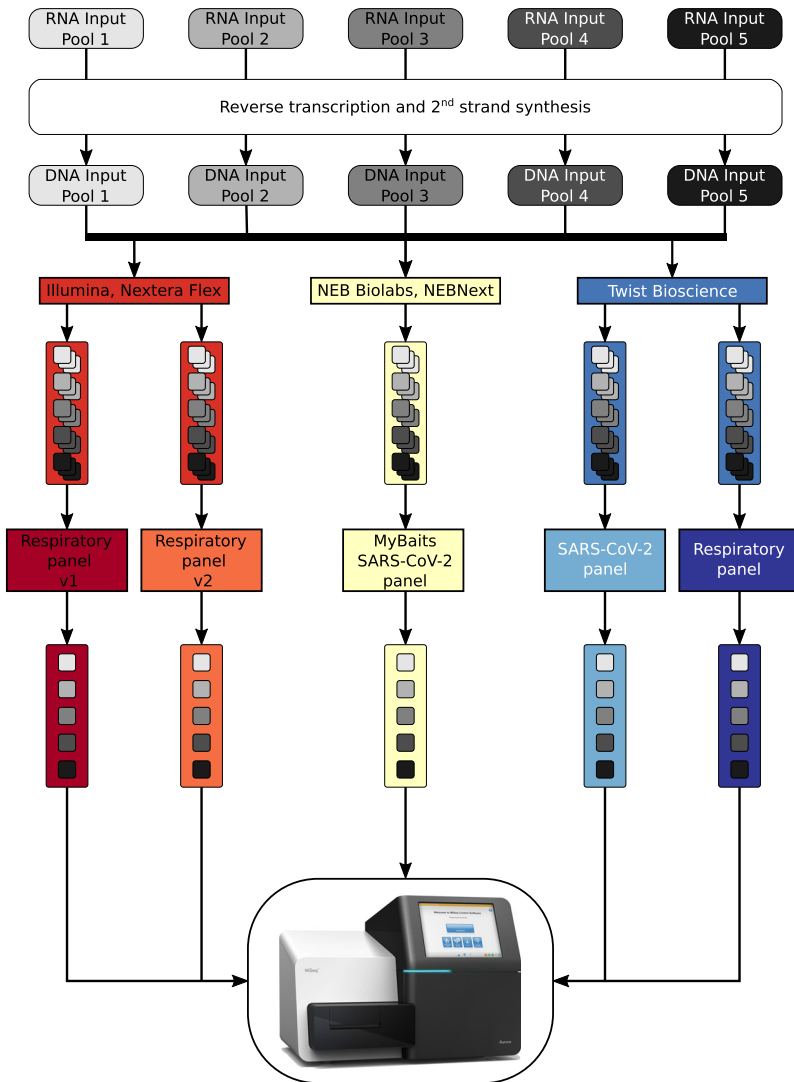 RNA Input
Pool 1
RNA Input
Pool 2
RNA Input
Pool 3
RNA Input
Pool 4
RNA Input
Pool 5
Reverse transcription and 2nd strand synthesis
DNA Input
Pool 1
DNA Input
Pool 2
DNA Input
Pool 3
DNA Input
Pool 4
DNA Input
Pool 5
Illumina, Nextera Flex
NEB Biolabs, NEBNext
Twist Bioscience
Respiratory
panel
v1
Respiratory
panel
v2
MyBaits
SARS-CoV-2
panel
SARS-CoV-2
panel
Respiratory
panel
MiSeq